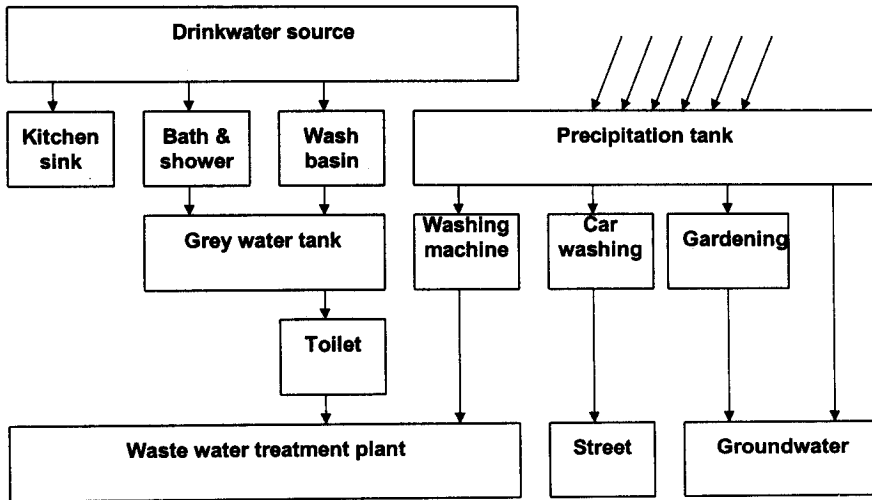 Drinkwater source
Kitchen
sink
Bath &
shower
Wash
basin
Precipitation tank
Grey water tank
Washing
machine
Car
washing
Gardening
Toilet
Waste water treatment plant
Street
Groundwater